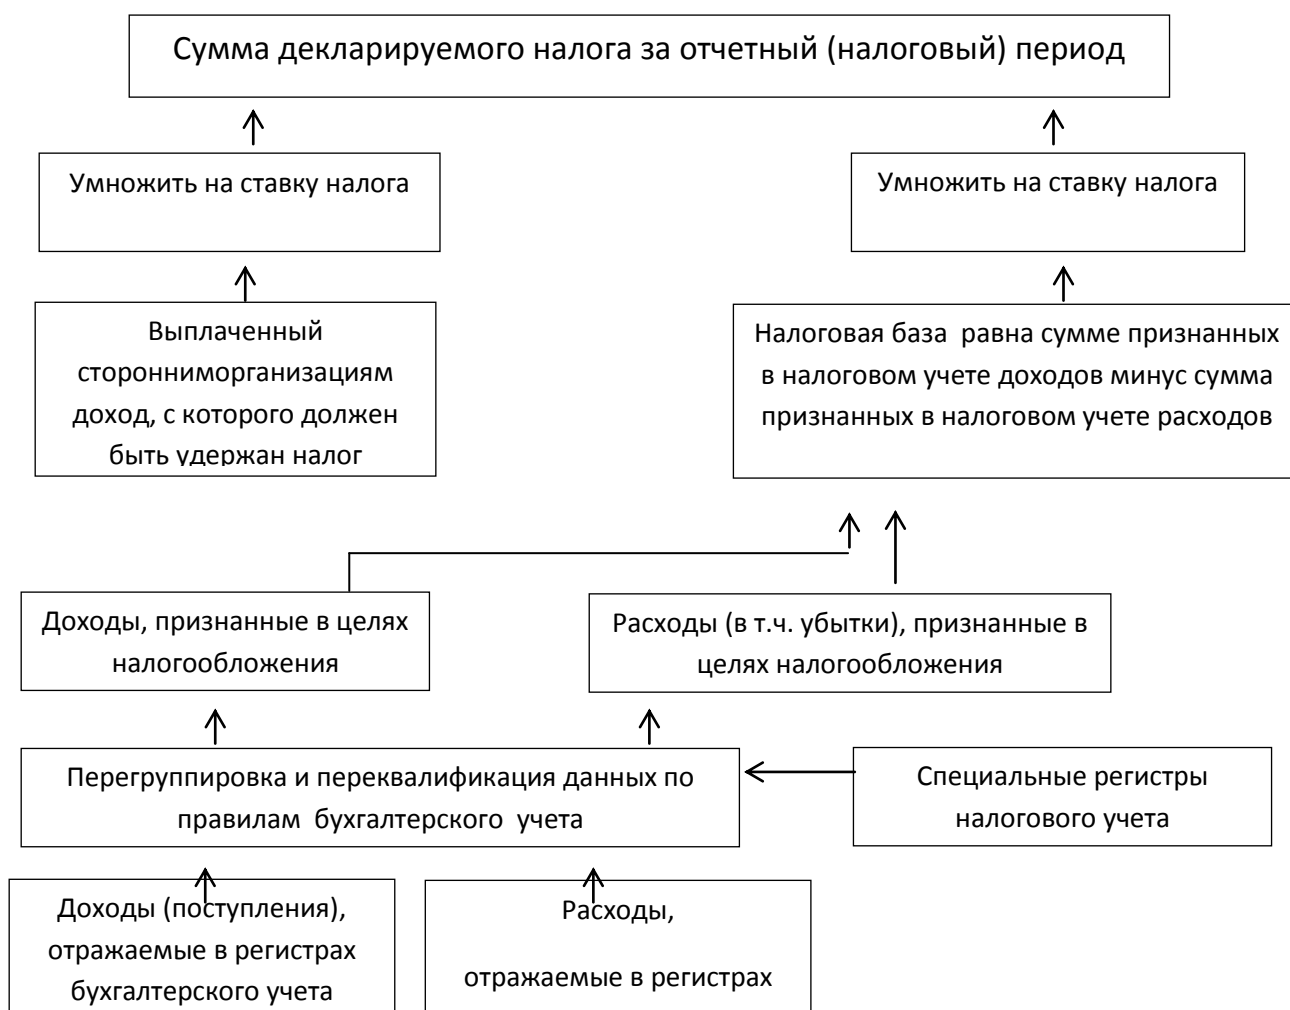 Сумма декларируемого налога за отчетный (налоговый) период
Умножить на ставку налога
Умножить на ставку налога
Выплаченный
стороннийорганизациям
доход, с которого должен
быть удержан налог
Налоговая база равна сумме признанных
в налоговом учете доходов минус сумма
признанных в налоговом учете расходов
Доходы, признанные в целях
налогообложения
Расходы (в т.ч. убытки), признанные в
целях налогообложения
Перегруппировка и переквалификация данных по
правилам бухгалтерского учета
Специальные регистры
налогового учета
Доходы (поступления),
отражаемые в регистрах
бухгалтерского учета
Расходы,
отражаемые в регистрах